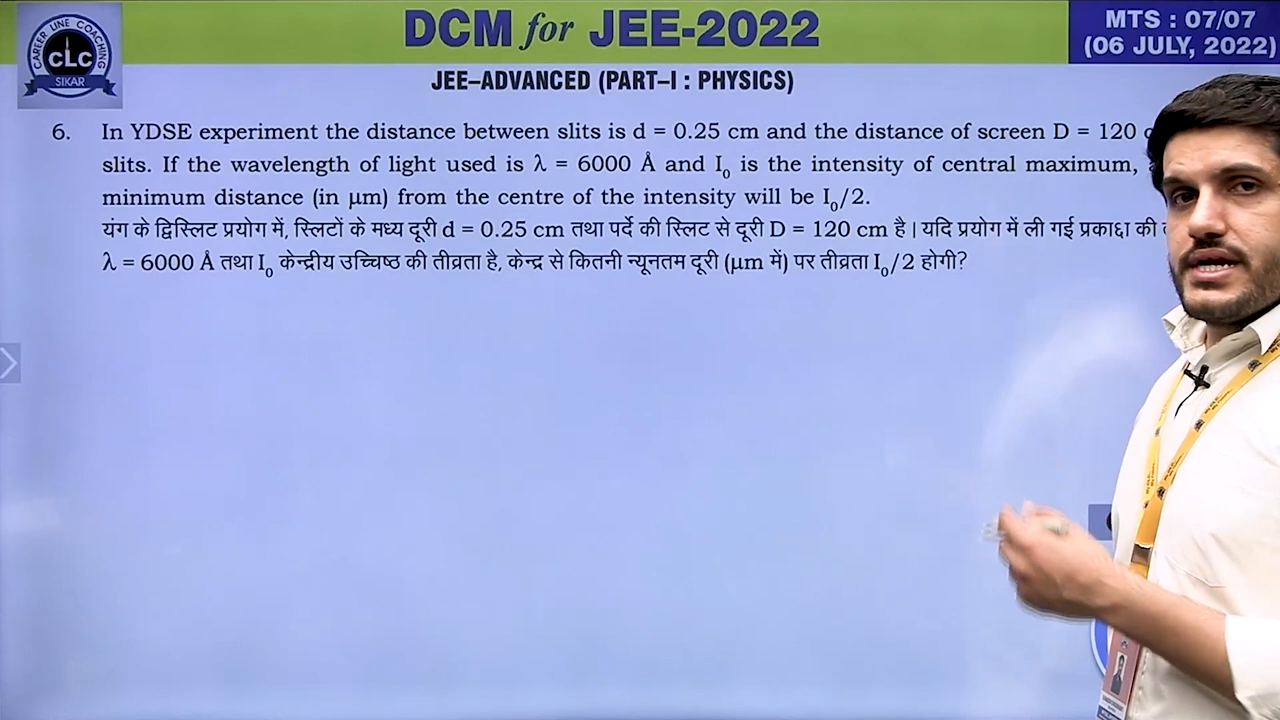 DCM for JEE-2022
MTS : 07/07
(06 JULY, 2022)
CAREER LINE COACHING
CLC
SIKAR
JEE–ADVANCED (PART–I : PHYSICS)
6. In YDSE experiment the distance between slits is d = 0.25 cm and the distance of screen D = 120
slits. If the wavelength of light used is λ = 6000 Å and I₀ is the intensity of central maximum,
minimum distance (in μm) from the centre of the intensity will be I₀/2.
यंग के द्विस्लिट प्रयोग में, स्लिटों के मध्य दूरी d = 0.25 cm तथा पर्दे की स्लिट से दूरी D = 120 cm है। यदि प्रयोग में ली गई प्रकाश की
λ = 6000 Å तथा I₀ केन्द्रीय उच्चिष्ठ की तीव्रता है, केन्द्र से कितनी न्यूनतम दूरी (μm में) पर तीव्रता I₀/2 होगी?